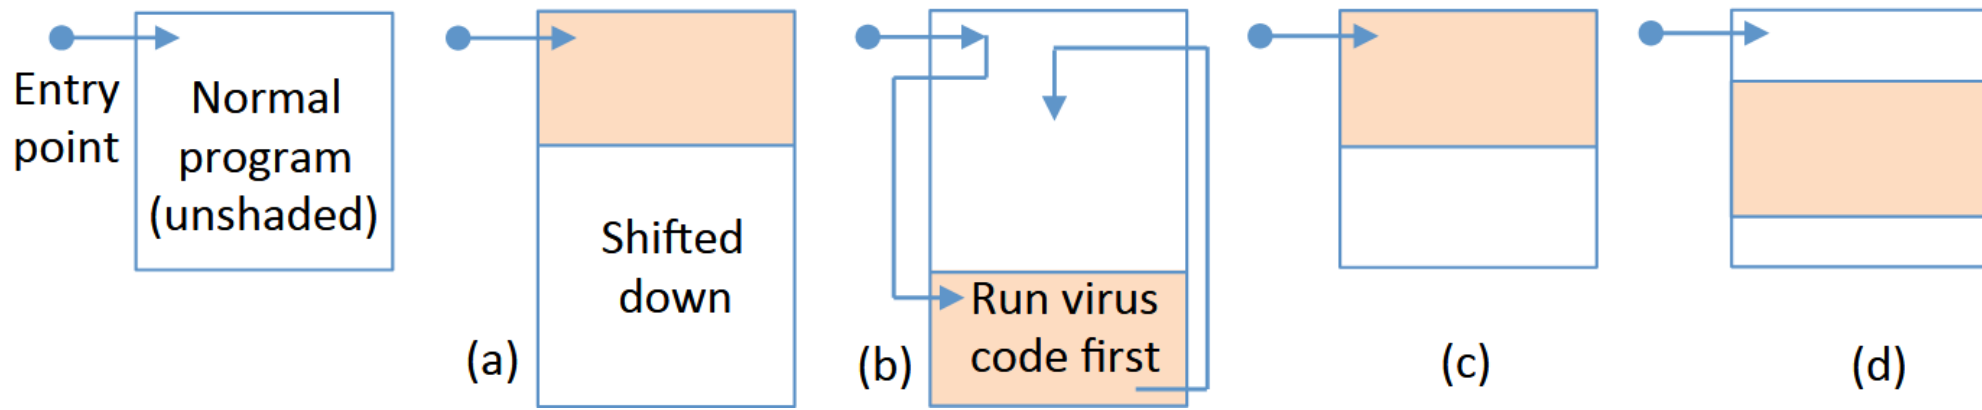 Entry
point
Normal
program
(unshaded)
(a)
Shifted
down
(b)
Run virus
code first
(c)
(d)